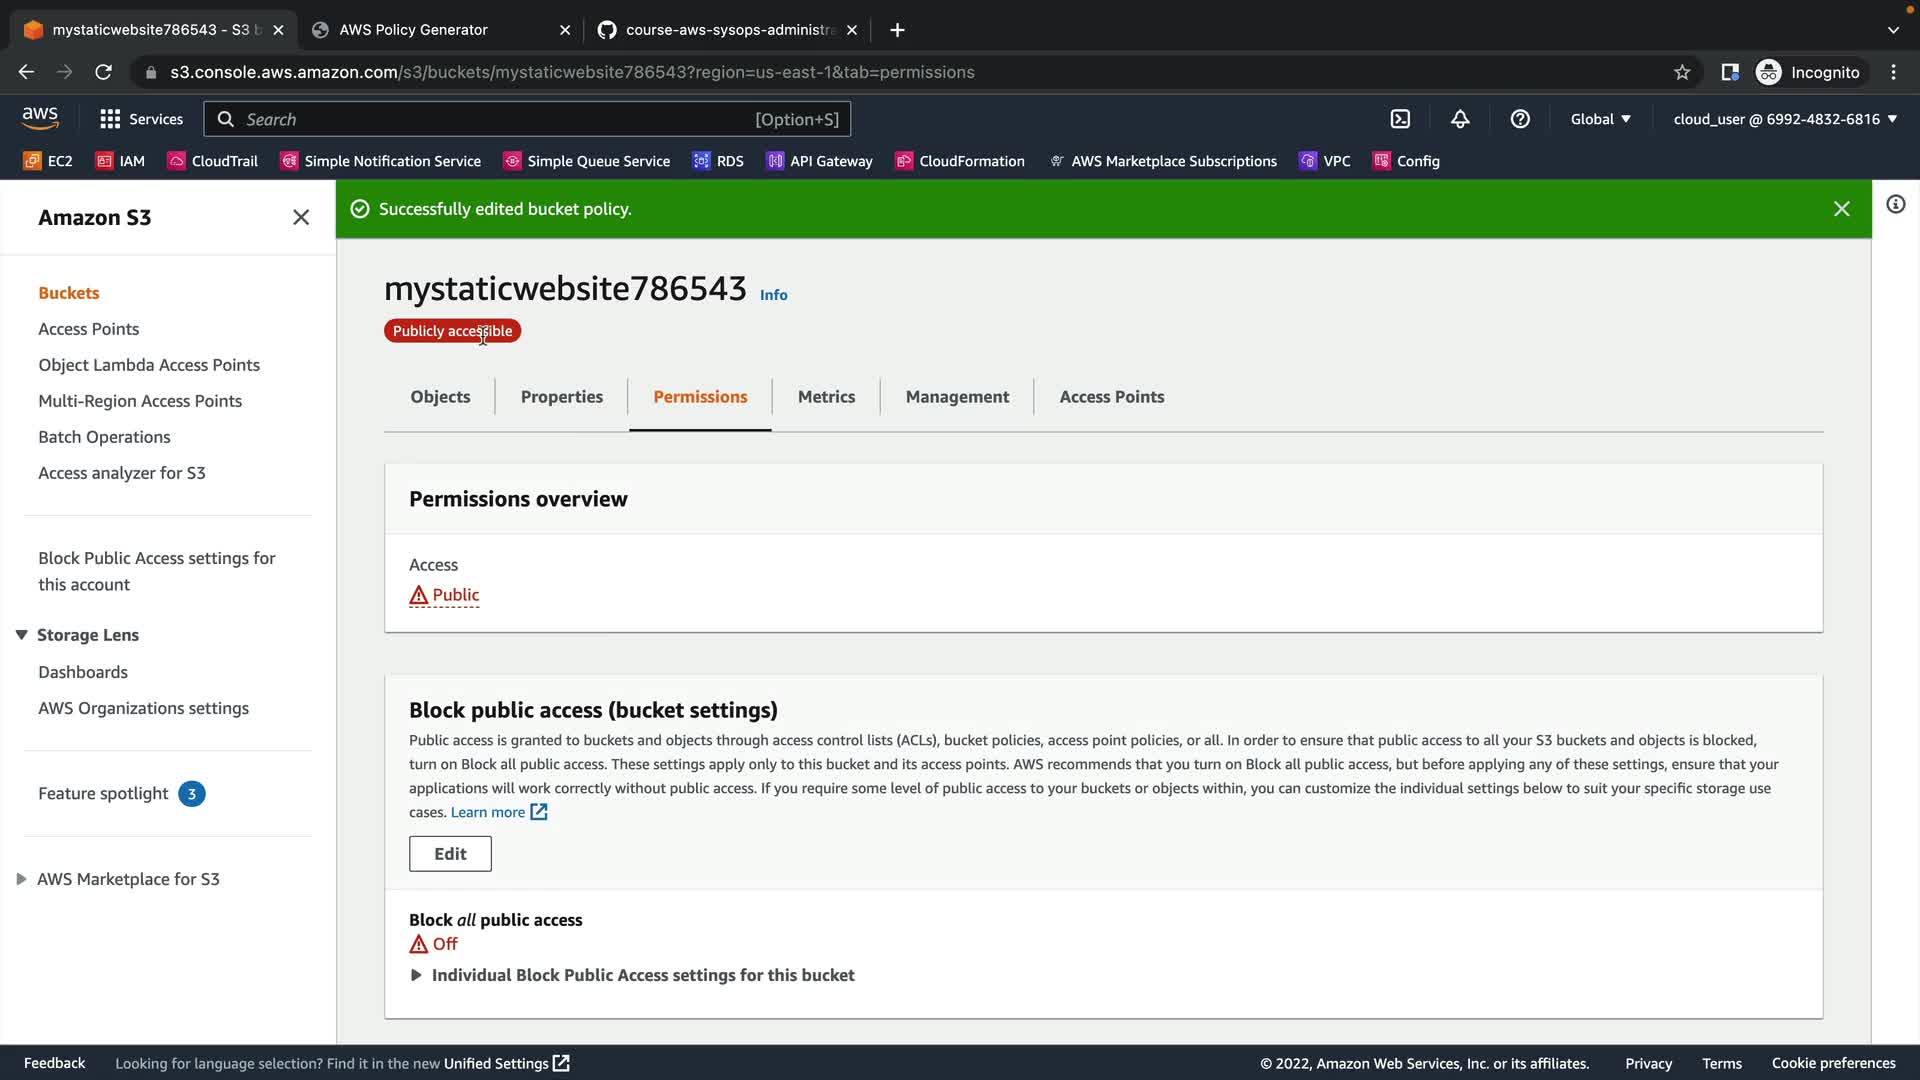 mystaticwebsite786543 - S3 b
AWS Policy Generator
course-aws-sysops-administra
s3.console.aws.amazon.com/s3/buckets/mystaticwebsite786543?region=us-east-1&tab=permissions
Incognito
aws
Services
Search
[Option+S]
Global
cloud_user @ 6992-4832-6816
EC2
IAM
CloudTrail
Simple Notification Service
Simple Queue Service
RDS
API Gateway
CloudFormation
AWS Marketplace Subscriptions
VPC
Config
Amazon S3
Buckets
Access Points
Object Lambda Access Points
Multi-Region Access Points
Batch Operations
Access analyzer for S3
Block Public Access settings for
this account
Storage Lens
Dashboards
AWS Organizations settings
Feature spotlight 3
AWS Marketplace for S3
Successfully edited bucket policy.
mystaticwebsite786543 Info
Publicly accessible
Objects
Properties
Permissions
Metrics
Management
Access Points
Permissions overview
Access
Public
Block public access (bucket settings)
Public access is granted to buckets and objects through access control lists (ACLs), bucket policies, access point policies, or all. In order to ensure that public access to all your S3 buckets and objects is blocked,
turn on Block all public access. These settings apply only to this bucket and its access points. AWS recommends that you turn on Block all public access, but before applying any of these settings, ensure that your
applications will work correctly without public access. If you require some level of public access to your buckets or objects within, you can customize the individual settings below to suit your specific storage use
cases. Learn more
Edit
Block all public access
Off
Individual Block Public Access settings for this bucket
Feedback
Looking for language selection? Find it in the new Unified Settings
© 2022, Amazon Web Services, Inc. or its affiliates.
Privacy
Terms
Cookie preferences